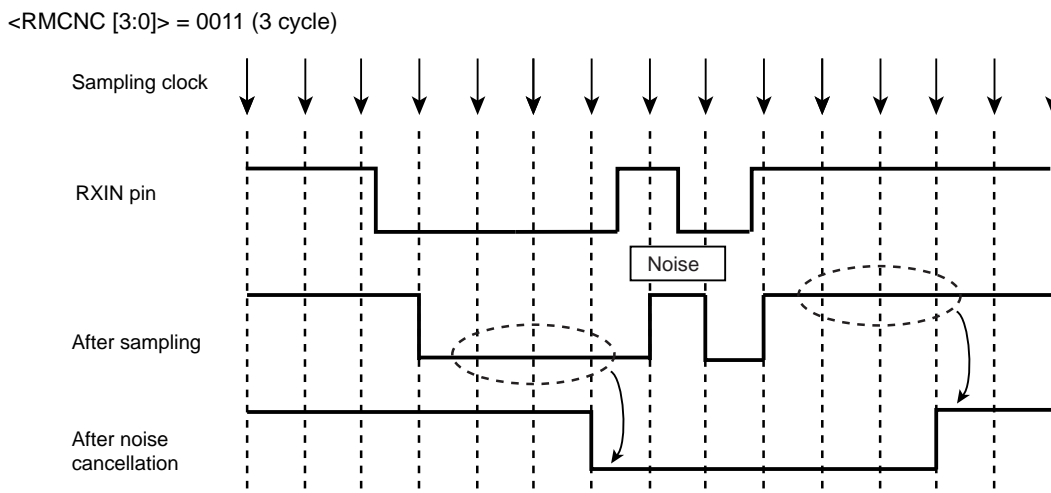 <RMCNC [3:0]> = 0011 (3 cycle)
Sampling clock
RXIN pin
Noise
After sampling
After noise
cancellation